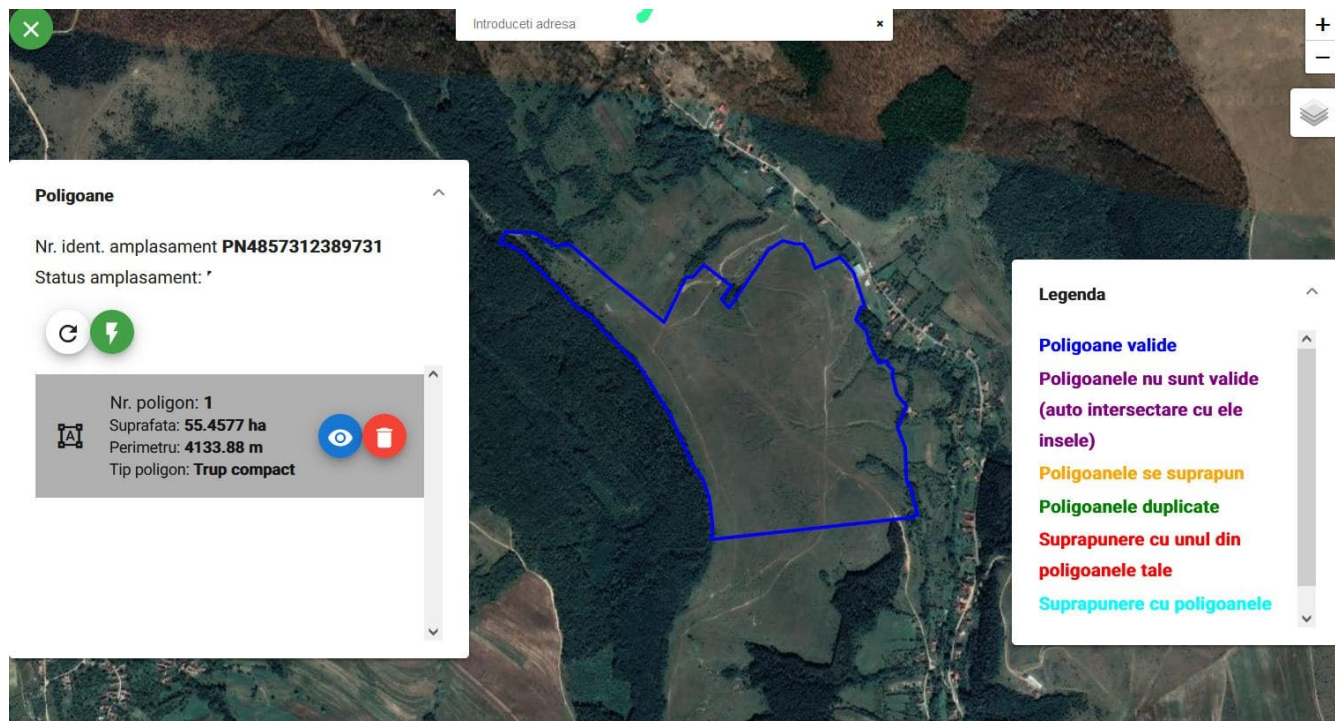 Introduceti adresa
×
+
−
Poligoane
Nr. ident. amplasament PN4857312389731
Status amplasament:
Nr. poligon: 1
Suprafata: 55.4577 ha
Perimetru: 4133.88 m
Tip poligon: Trup compact
Legenda
Poligoane valide
Poligoanele nu sunt valide
(auto intersectare cu ele
insele)
Poligoanele se suprapun
Poligoanele duplicate
Suprapunere cu unul din
poligoanele tale
Suprapunere cu poligoanele